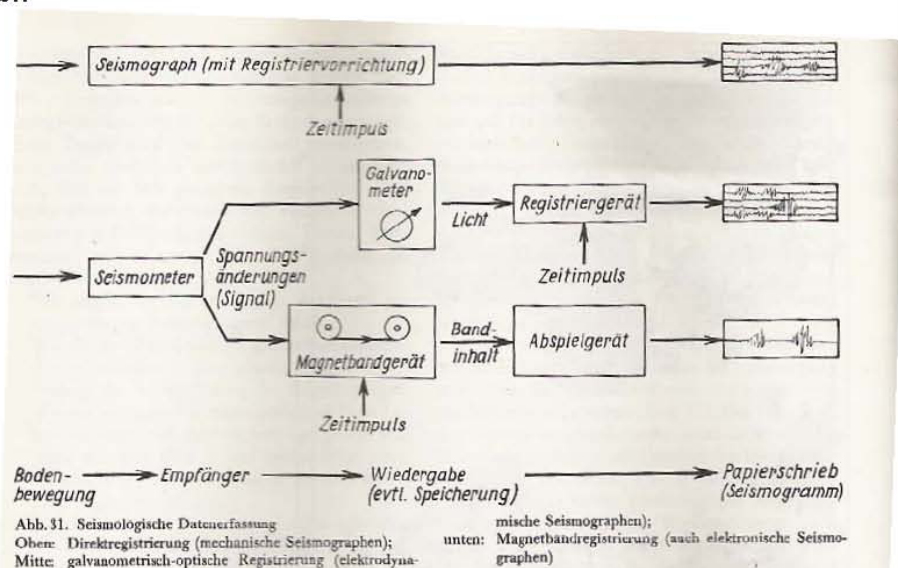 Seismograph (mit Registriervorrichtung)
Zeitimpuls
Galvano-
meter
Licht
Registriergerät
Zeitimpuls
Seismometer
Spannungs-
änderungen
(Signal)
Magnetbandgerät
Band-
inhalt
Abspielgerät
Zeitimpuls
Boden-
bewegung
Empfänger
Wiedergabe
(evtl. Speicherung)
Papierschrieb
(Seismogramm)
Abb. 31. Seismologische Datenerfassung
Oben: Direktregistrierung (mechanische Seismographen);
Mitte: galvanometrisch-optische Registrierung (elektrodyna-
mische Seismographen);
unten: Magnetbandregistrierung (auch elektronische Seismo-
graphen)